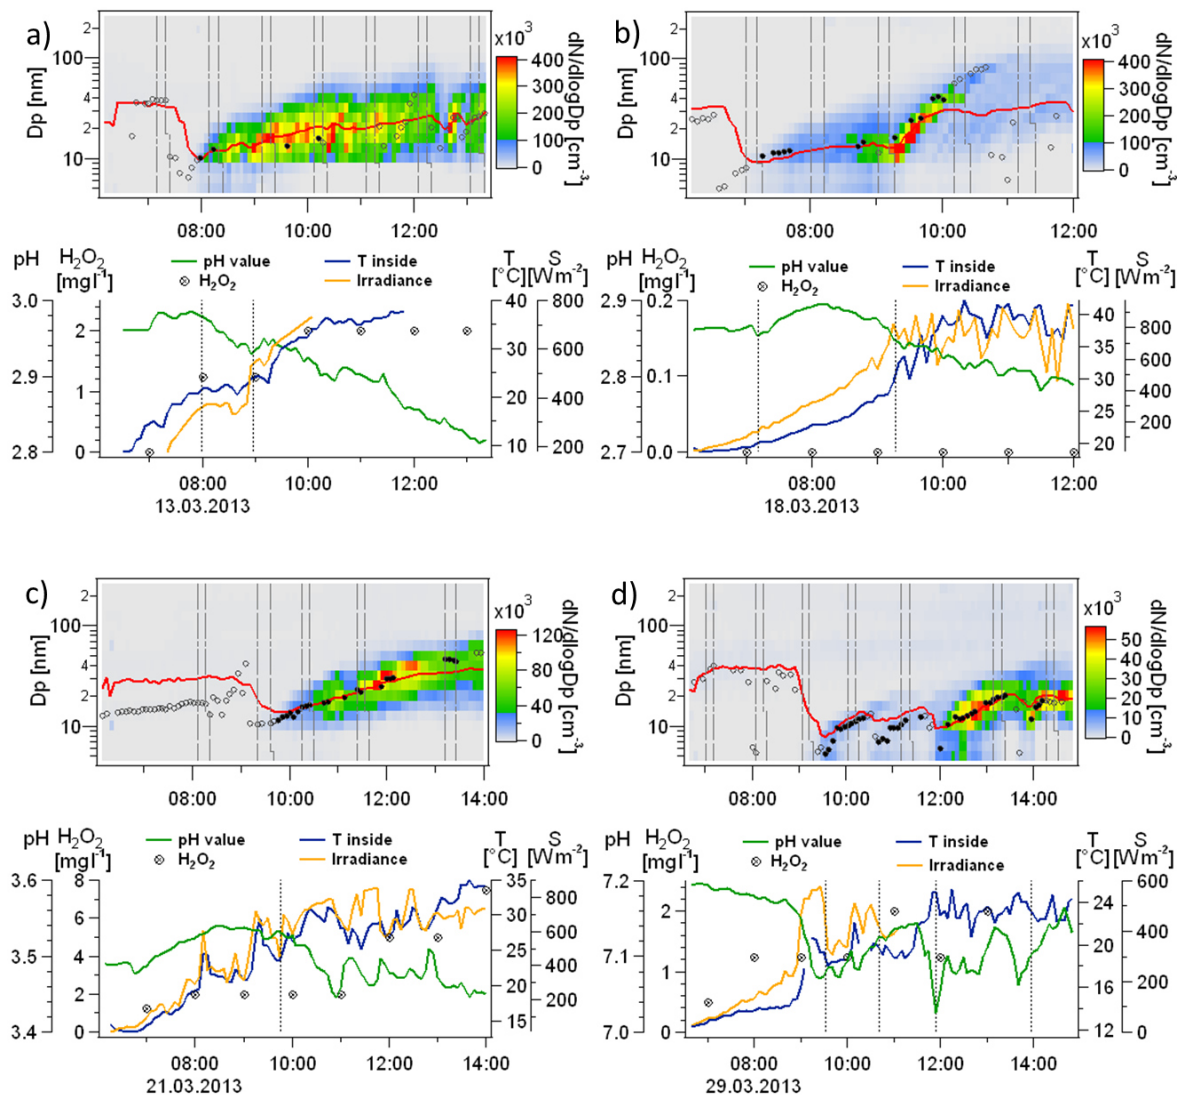 a)
2
100
4
2
10
Dp [nm]
08:00 10:00 12:00
x10³
400
300
200
100
0
dN/dlogDp [cm⁻³]
b)
2
100
4
2
10
Dp [nm]
08:00 10:00 12:00
x10³
400
300
200
100
0
dN/dlogDp [cm⁻³]
pH H₂O₂ [mgl⁻¹]
pH value T inside
H₂O₂ Irradiance
T [°C] S [Wm⁻²]
3.0
2.9
2.8
2
1
0
40 800
30 600
20 400
10 200
08:00 10:00 12:00
13.03.2013
pH H₂O₂ [mgl⁻¹]
pH value T inside
H₂O₂ Irradiance
T [°C] S [Wm⁻²]
2.9 0.2
2.8 0.1
2.7 0.0
40
35
30
25
20
800
600
400
200
08:00 10:00 12:00
18.03.2013
c)
2
100
4
2
10
Dp [nm]
08:00 10:00 12:00 14:00
x10³
120
80
40
0
dN/dlogDp [cm⁻³]
d)
2
100
4
2
10
Dp [nm]
08:00 10:00 12:00 14:00
x10³
50
40
30
20
10
0
dN/dlogDp [cm⁻³]
pH H₂O₂ [mgl⁻¹]
pH value T inside
H₂O₂ Irradiance
T [°C] S [Wm⁻²]
3.6
3.5
3.4
8
6
4
2
0
35
30
25
20
15
800
600
400
200
08:00 10:00 12:00 14:00
21.03.2013
pH H₂O₂ [mgl⁻¹]
pH value T inside
H₂O₂ Irradiance
T [°C] S [Wm⁻²]
7.2
7.1
7.0
2
1
0
24
20
16
12
600
400
200
0
08:00 10:00 12:00 14:00
29.03.2013